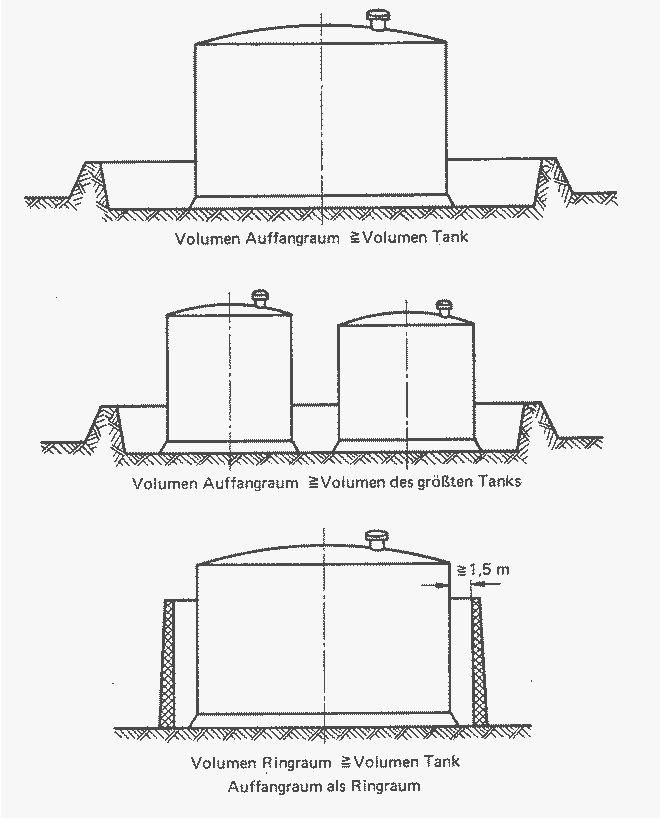 Volumen Auffangraum ≧Volumen Tank
Volumen Auffangraum ≧Volumen des größten Tanks
≧1,5 m
Volumen Ringraum ≧Volumen Tank
Auffangraum als Ringraum